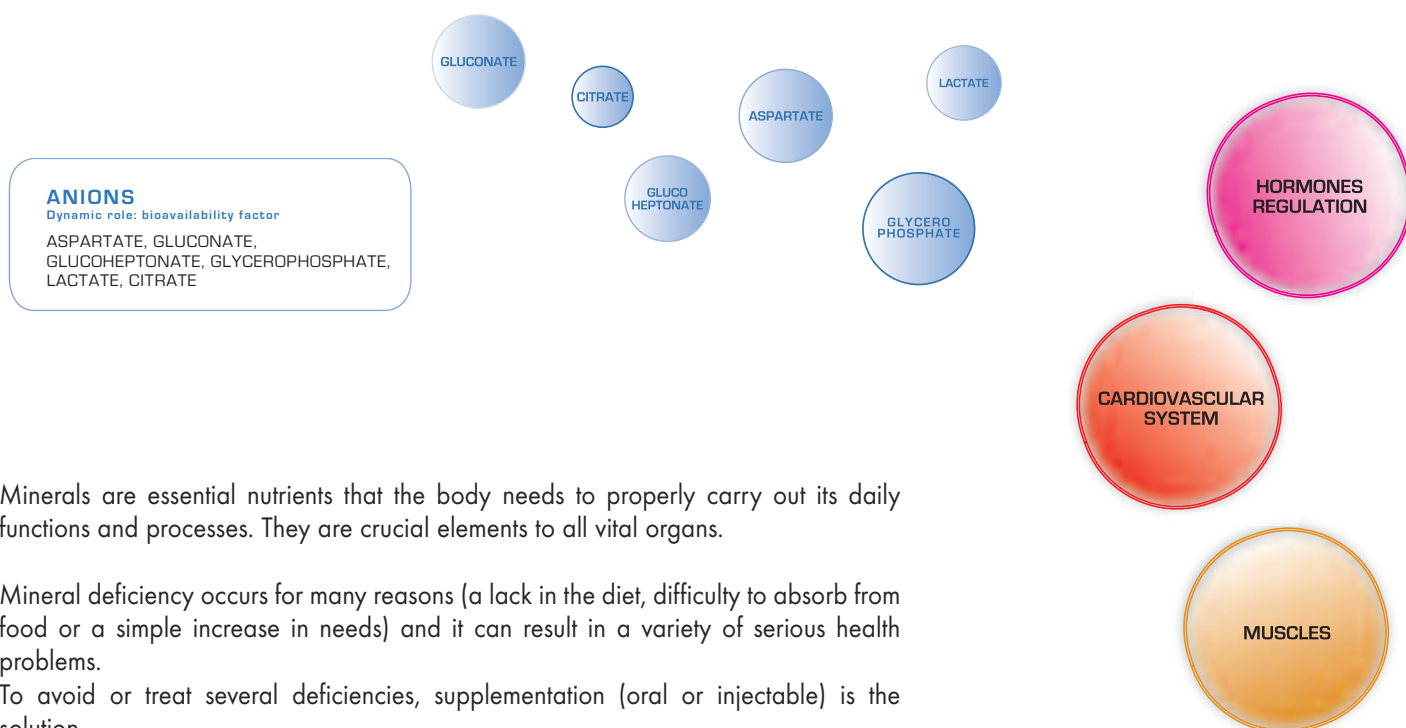 GLUCONATE
CITRATE
ASPARTATE
LACTATE
GLUCO
HEPTONATE
GLYCERO
PHOSPHATE
ANIONS
Dynamic role: bioavailability factor
ASPARTATE, GLUCONATE,
GLUCOHEPTONATE, GLYCEROPHOSPHATE,
LACTATE, CITRATE
HORMONES
REGULATION
CARDIOVASCULAR
SYSTEM
MUSCLES
Minerals are essential nutrients that the body needs to properly carry out its daily
functions and processes. They are crucial elements to all vital organs.
Mineral deficiency occurs for many reasons (a lack in the diet, difficulty to absorb from
food or a simple increase in needs) and it can result in a variety of serious health
problems.
To avoid or treat several deficiencies, supplementation (oral or injectable) is the
solution